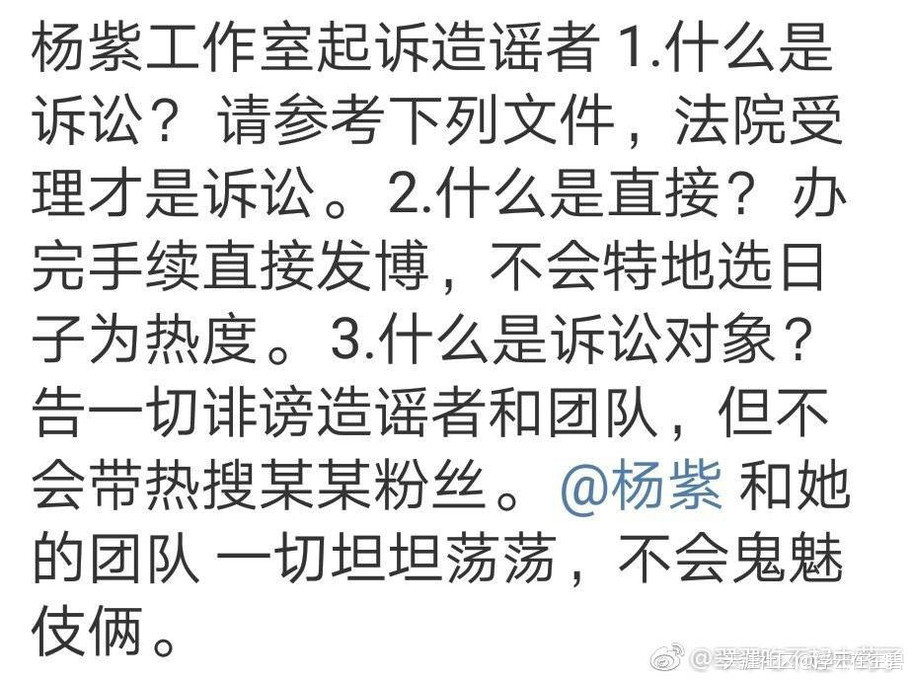 杨紫工作室起诉造谣者 1.什么是
诉讼？ 请参考下列文件，法院受
理才是诉讼。2.什么是直接？ 办
完手续直接发博，不会特地选日
子为热度。3.什么是诉讼对象？
告一切诽谤造谣者和团队，但不
会带热搜某某粉丝。@杨紫 和她
的团队 一切坦坦荡荡，不会鬼魅
伎俩。